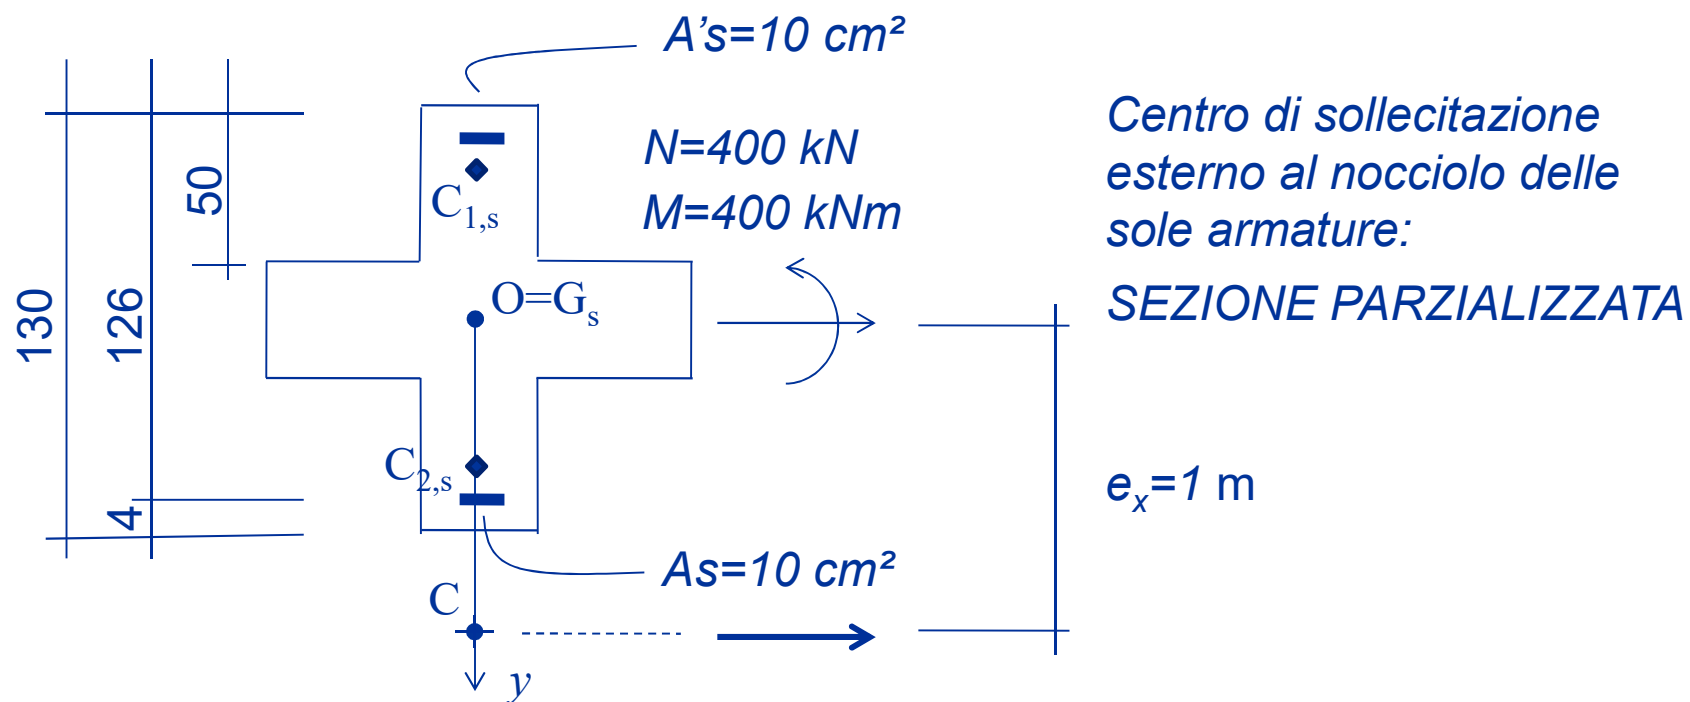 A’s=10 cm²
N=400 kN
M=400 kNm
Centro di sollecitazione
esterno al nocciolo delle
sole armature:
SEZIONE PARZIALIZZATA
50
C1,s
130
126
O=Gs
C2,s
4
ex=1 m
As=10 cm²
C
y